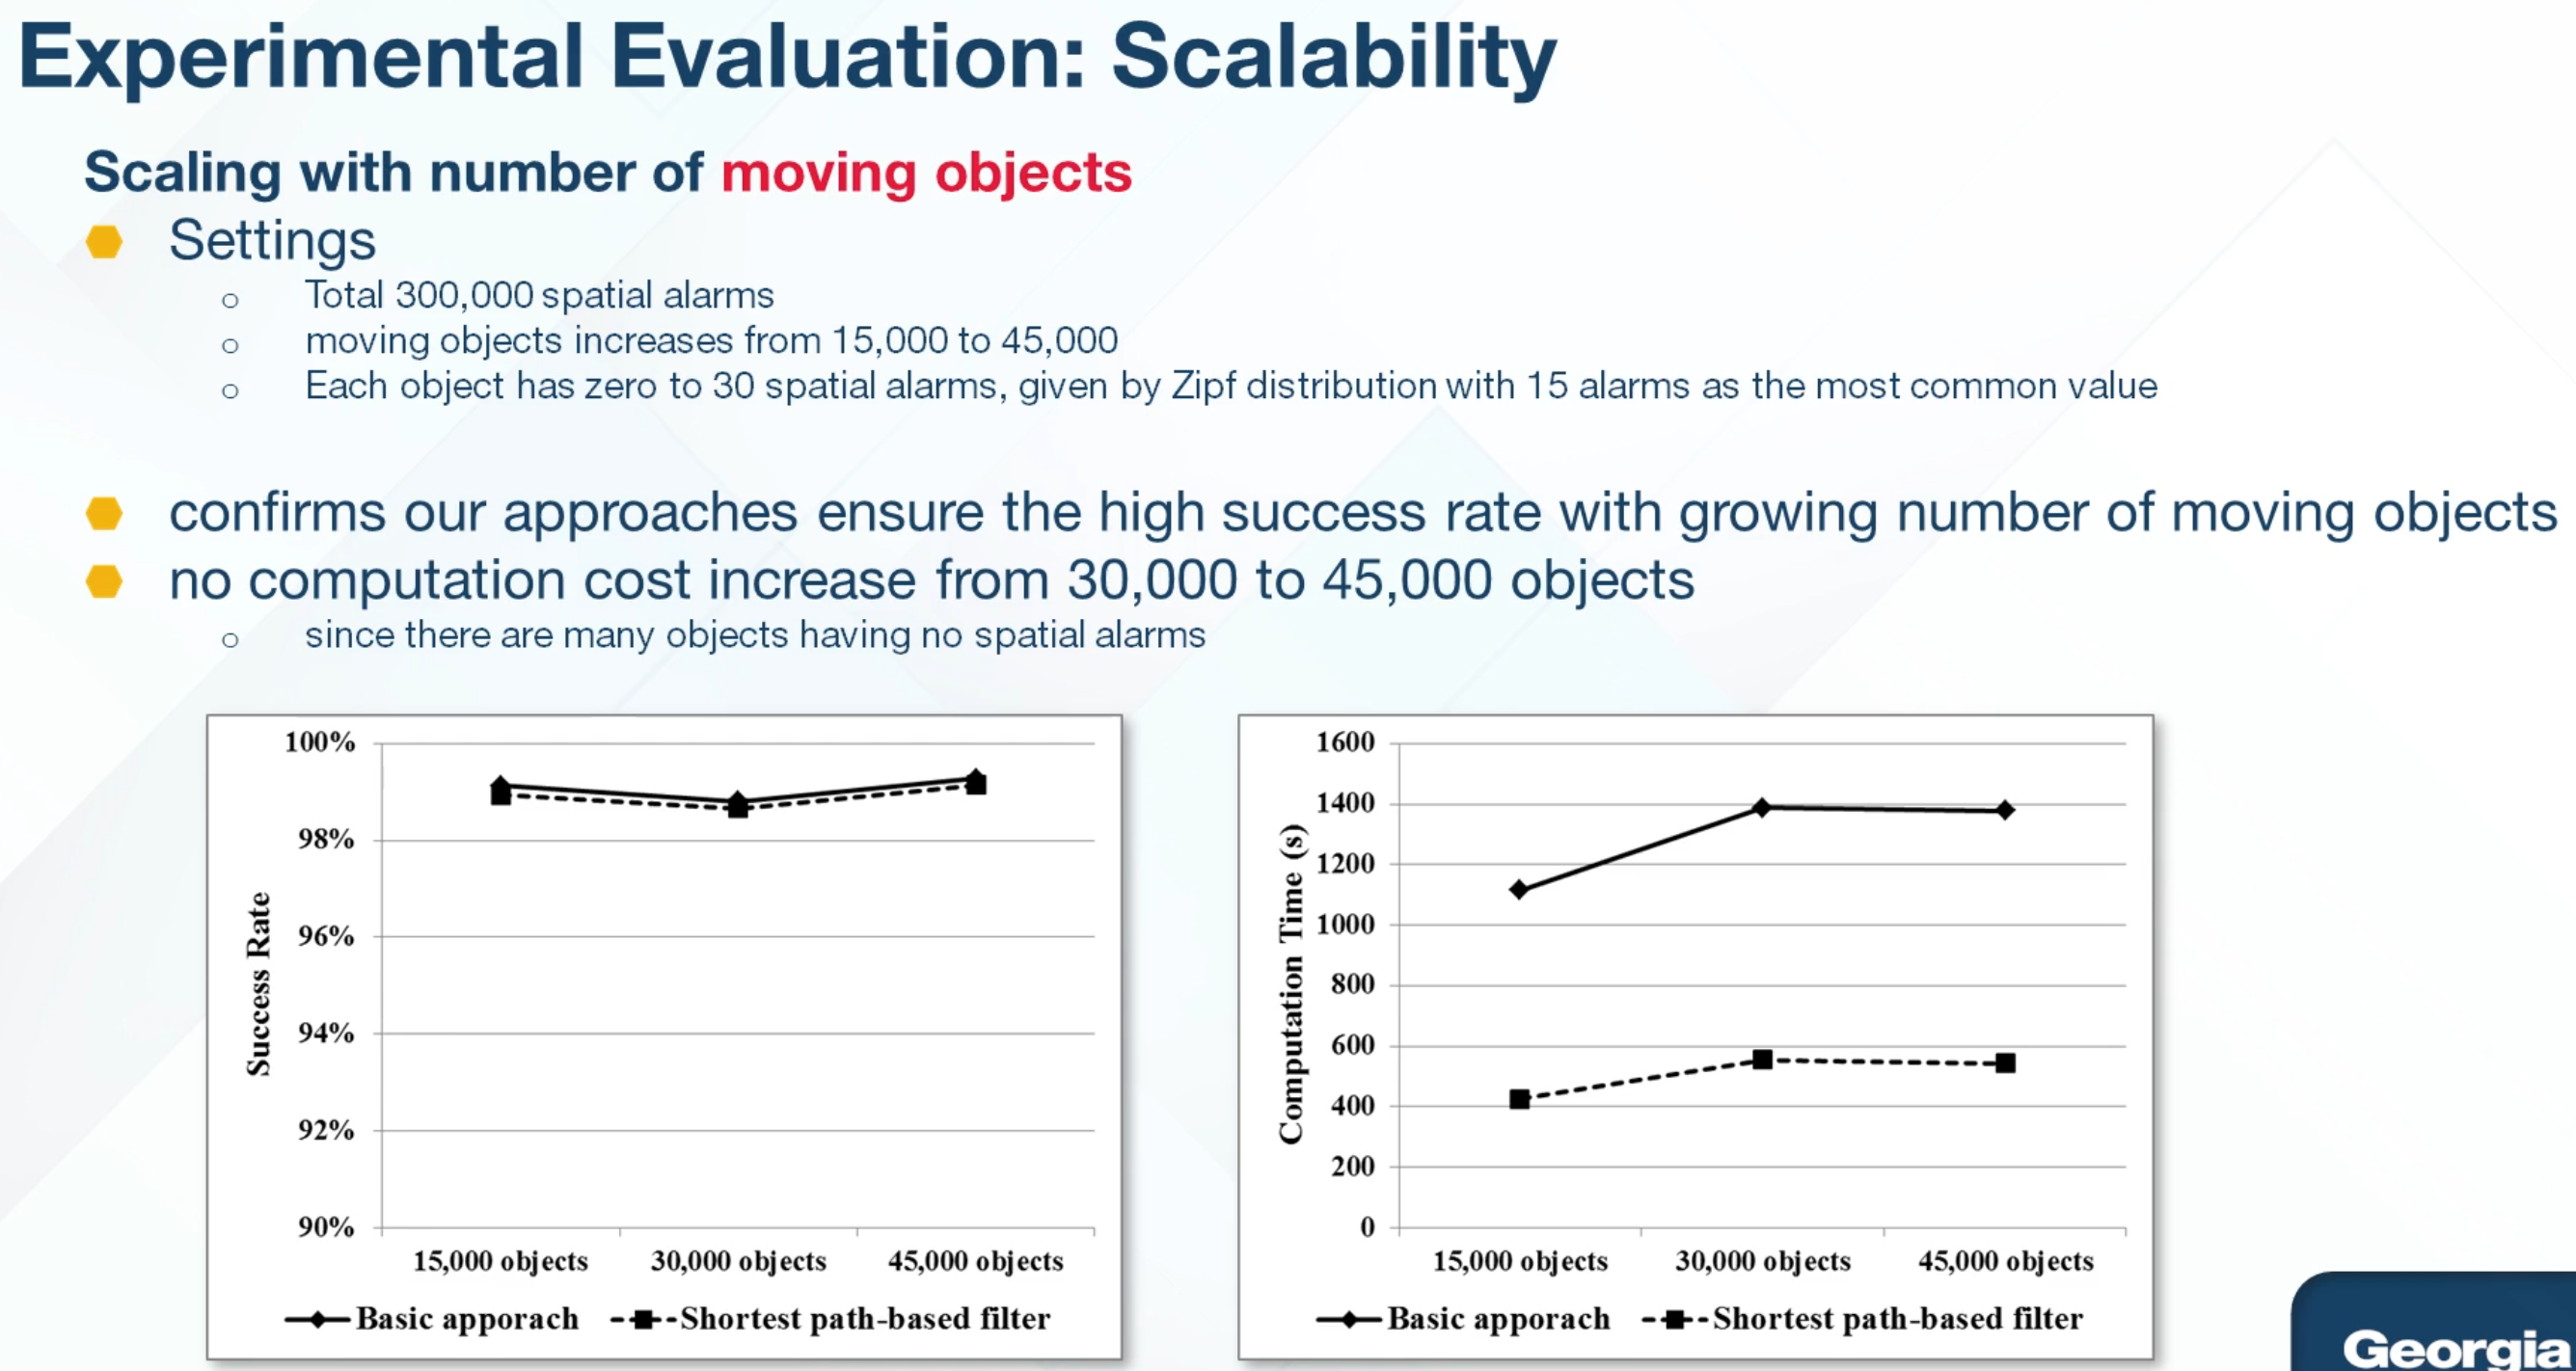 Experimental Evaluation: Scalability
Scaling with number of moving objects
Settings
Total 300,000 spatial alarms
moving objects increases from 15,000 to 45,000
Each object has zero to 30 spatial alarms, given by Zipf distribution with 15 alarms as the most common value
confirms our approaches ensure the high success rate with growing number of moving objects
no computation cost increase from 30,000 to 45,000 objects
since there are many objects having no spatial alarms
Success Rate
100%
98%
96%
94%
92%
90%
15,000 objects 30,000 objects 45,000 objects
Basic apporach Shortest path-based filter
Computation Time (s)
1600
1400
1200
1000
800
600
400
200
0
15,000 objects 30,000 objects 45,000 objects
Basic apporach Shortest path-based filter
Georgia